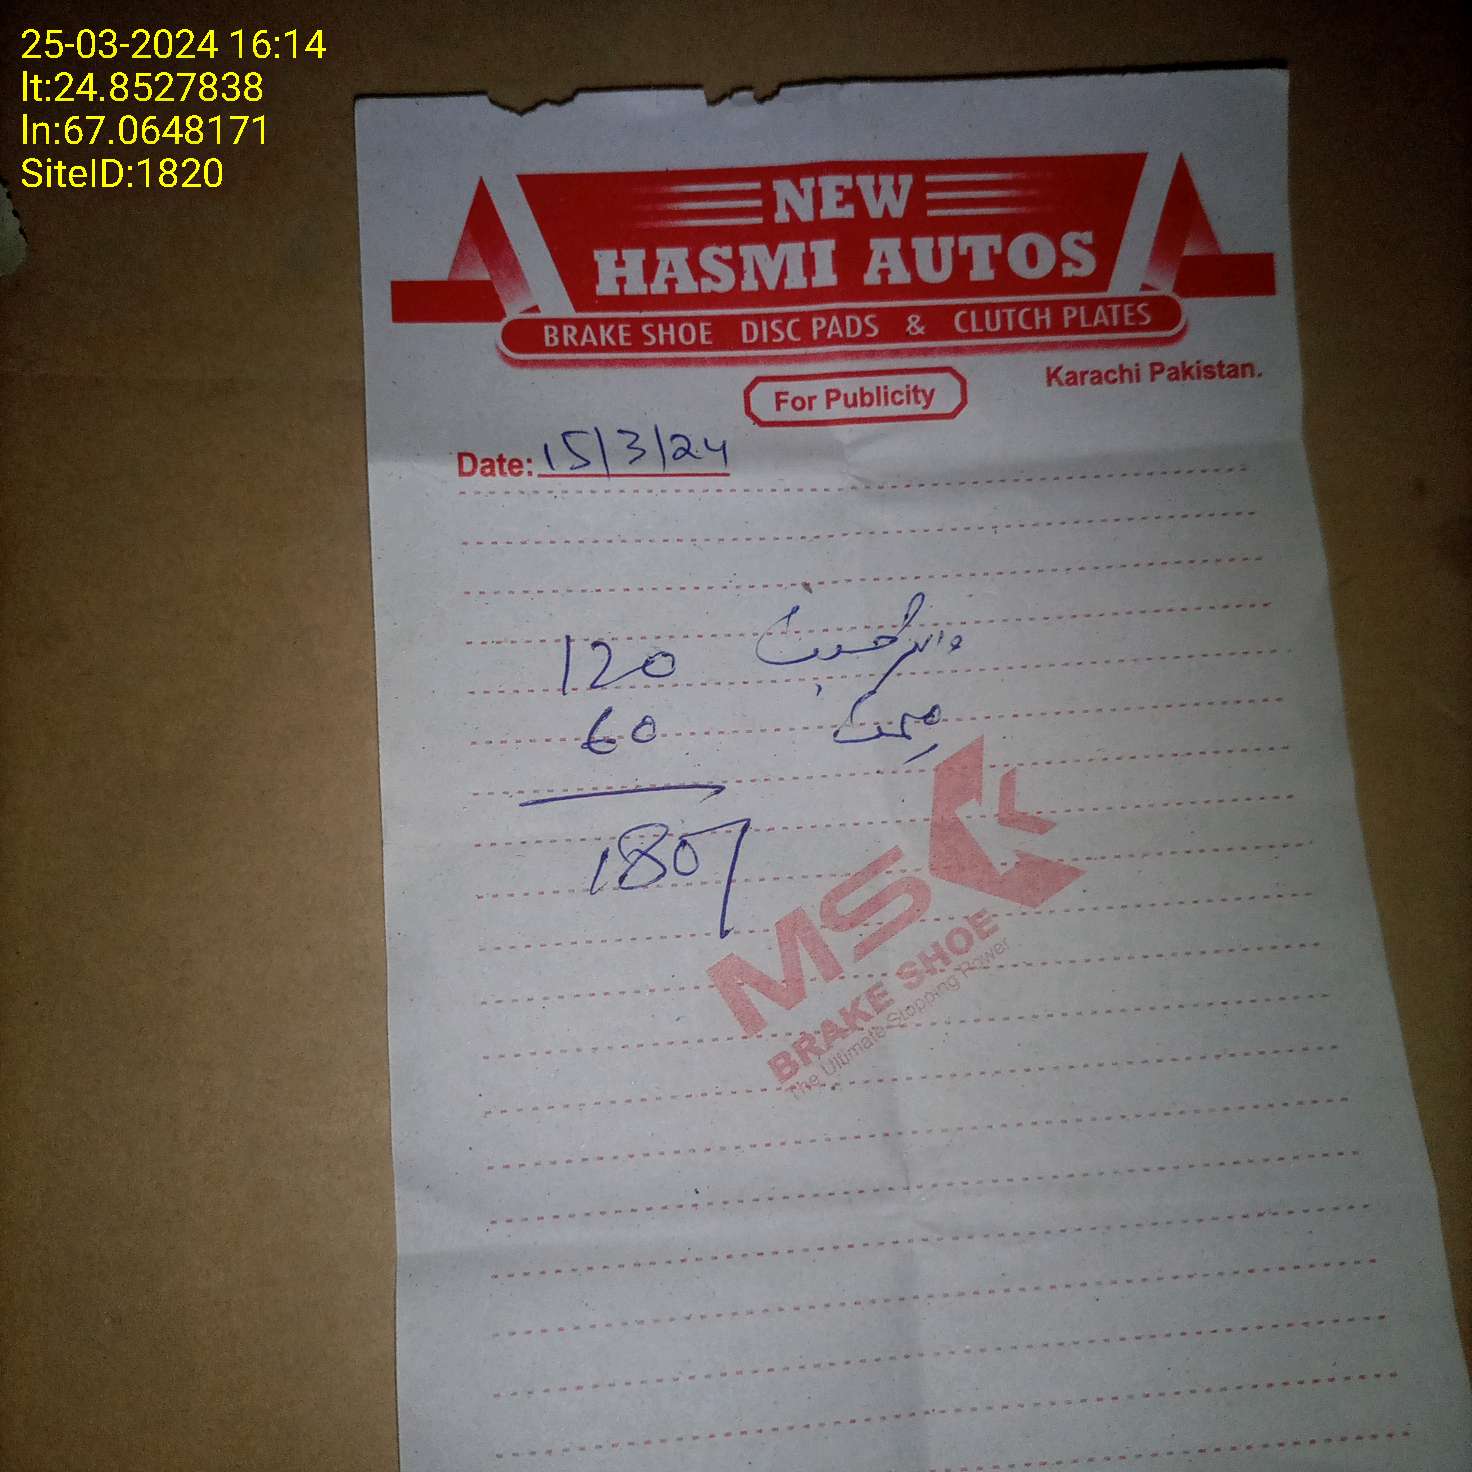 25-03-2024 16:14
lt:24.8527838
ln:67.0648171
SiteID:1820
NEW
HASMI AUTOS
BRAKE SHOE DISC PADS & CLUTCH PLATES
Karachi Pakistan.
For Publicity
Date: 15/3/24
120
60
180/
MSK
BRAKE SHOE
The Ultimate Stopping Power